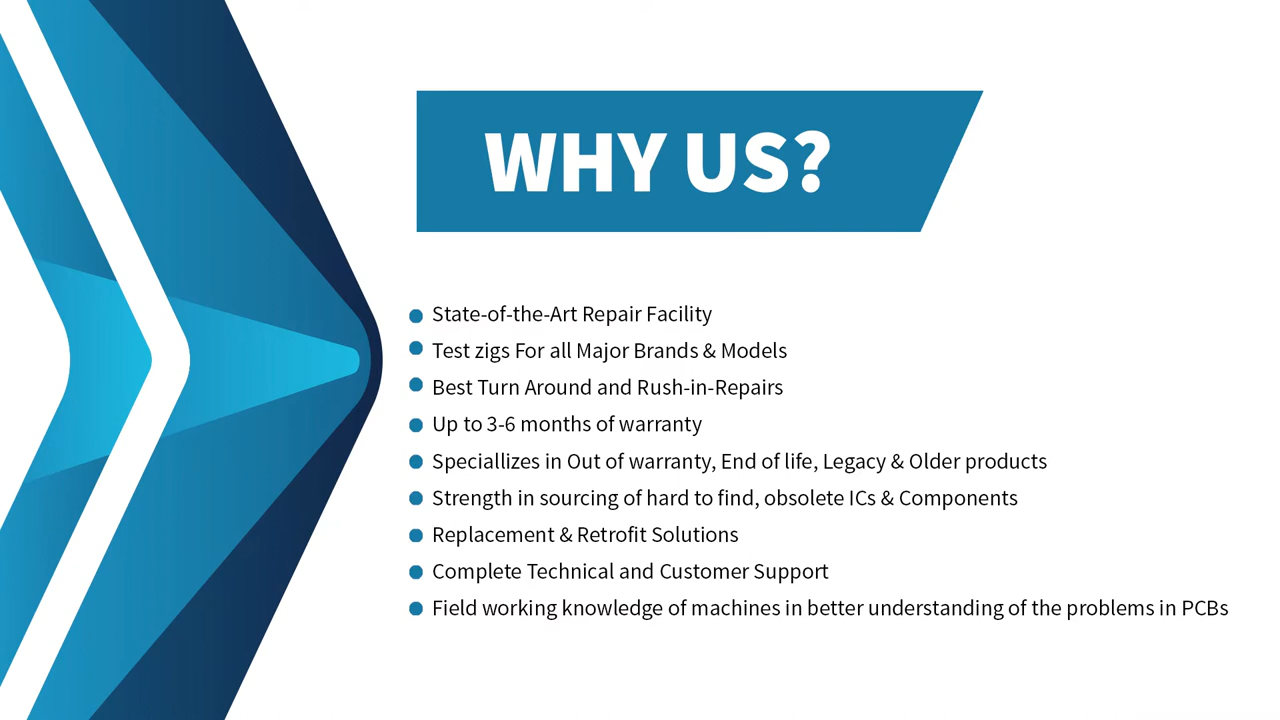 WHY US?
State-of-the-Art Repair Facility
Test zigs For all Major Brands & Models
Best Turn Around and Rush-in-Repairs
Up to 3-6 months of warranty
Speciallizes in Out of warranty, End of life, Legacy & Older products
Strength in sourcing of hard to find, obsolete ICs & Components
Replacement & Retrofit Solutions
Complete Technical and Customer Support
Field working knowledge of machines in better understanding of the problems in PCBs